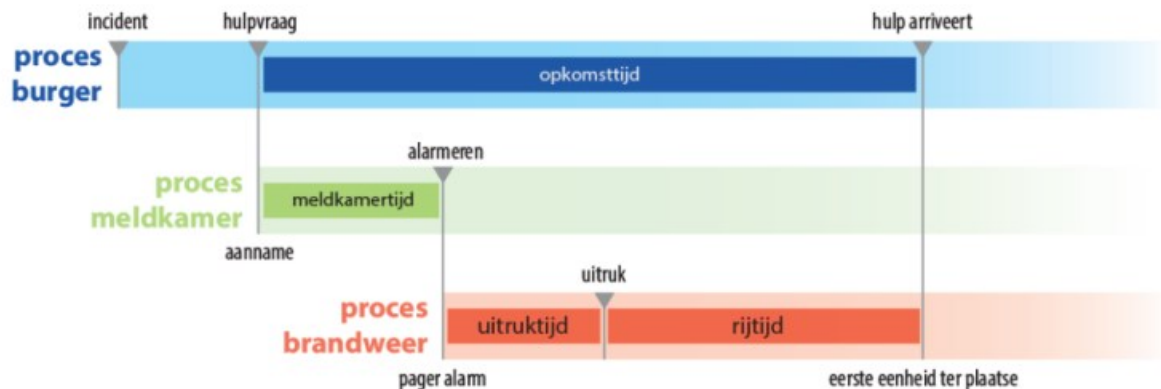 incident
hulpvraag
hulp arriveert
proces
burger
opkomsttijd
alarmeren
proces
meldkamer
meldkamertijd
aanname
uitruk
proces
brandweer
uitruktijd
rijtijd
pager alarm
eerste eenheid ter plaatse